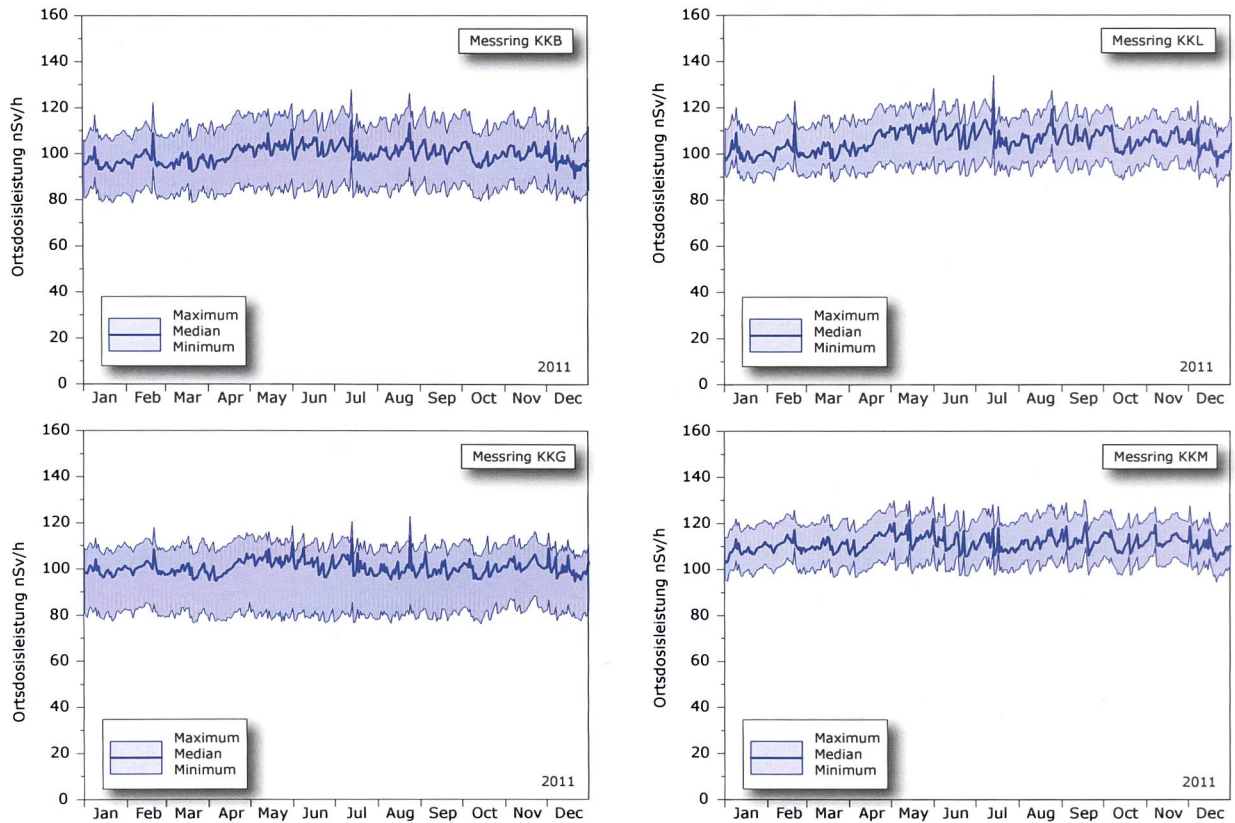 Messring KKB
Ortsdosisleistung nSv/h
160
140
120
100
80
60
40
20
0
Maximum
Median
Minimum
2011
Jan Feb Mar Apr May Jun Jul Aug Sep Oct Nov Dec
Messring KKL
Ortsdosisleistung nSv/h
160
140
120
100
80
60
40
20
0
Maximum
Median
Minimum
2011
Jan Feb Mar Apr May Jun Jul Aug Sep Oct Nov Dec
Messring KKG
Ortsdosisleistung nSv/h
160
140
120
100
80
60
40
20
0
Maximum
Median
Minimum
2011
Jan Feb Mar Apr May Jun Jul Aug Sep Oct Nov Dec
Messring KKM
Ortsdosisleistung nSv/h
160
140
120
100
80
60
40
20
0
Maximum
Median
Minimum
2011
Jan Feb Mar Apr May Jun Jul Aug Sep Oct Nov Dec